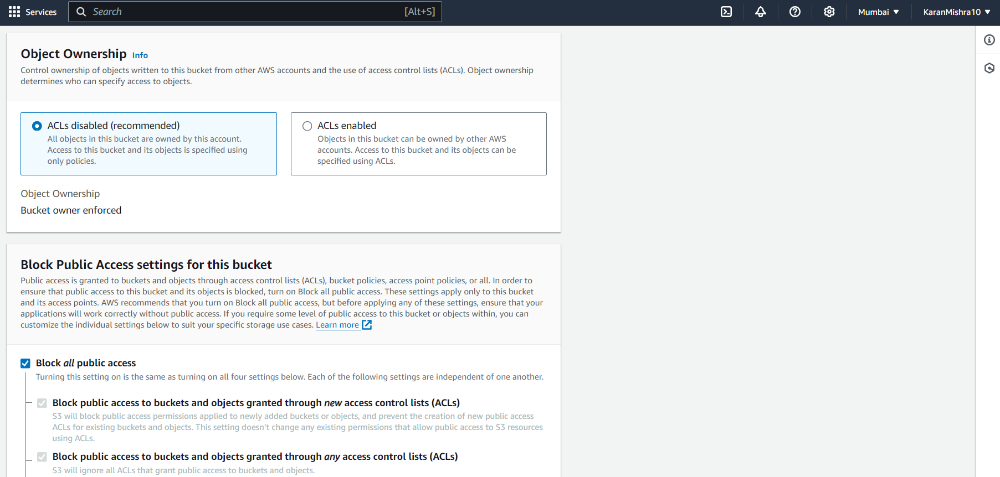 Services
Search
[Alt+S]
Mumbai
KaranMishra10
Object Ownership Info
Control ownership of objects written to this bucket from other AWS accounts and the use of access control lists (ACLs). Object ownership
determines who can specify access to objects.
ACLs disabled (recommended)
All objects in this bucket are owned by this account.
Access to this bucket and its objects is specified using
only policies.
ACLs enabled
Objects in this bucket can be owned by other AWS
accounts. Access to this bucket and its objects can be
specified using ACLs.
Object Ownership
Bucket owner enforced
Block Public Access settings for this bucket
Public access is granted to buckets and objects through access control lists (ACLs), bucket policies, access point policies, or all. In order to
ensure that public access to this bucket and its objects is blocked, turn on Block all public access. These settings apply only to this bucket
and its access points. AWS recommends that you turn on Block all public access, but before applying any of these settings, ensure that your
applications will work correctly without public access. If you require some level of public access to this bucket or objects within, you can
customize the individual settings below to suit your specific storage use cases. Learn more
Block all public access
Turning this setting on is the same as turning on all four settings below. Each of the following settings are independent of one another.
Block public access to buckets and objects granted through new access control lists (ACLs)
S3 will block public access permissions applied to newly added buckets or objects, and prevent the creation of new public access
ACLs for existing buckets and objects. This setting doesn't change any existing permissions that allow public access to S3 resources
using ACLs.
Block public access to buckets and objects granted through any access control lists (ACLs)
S3 will ignore all ACLs that grant public access to buckets and objects.